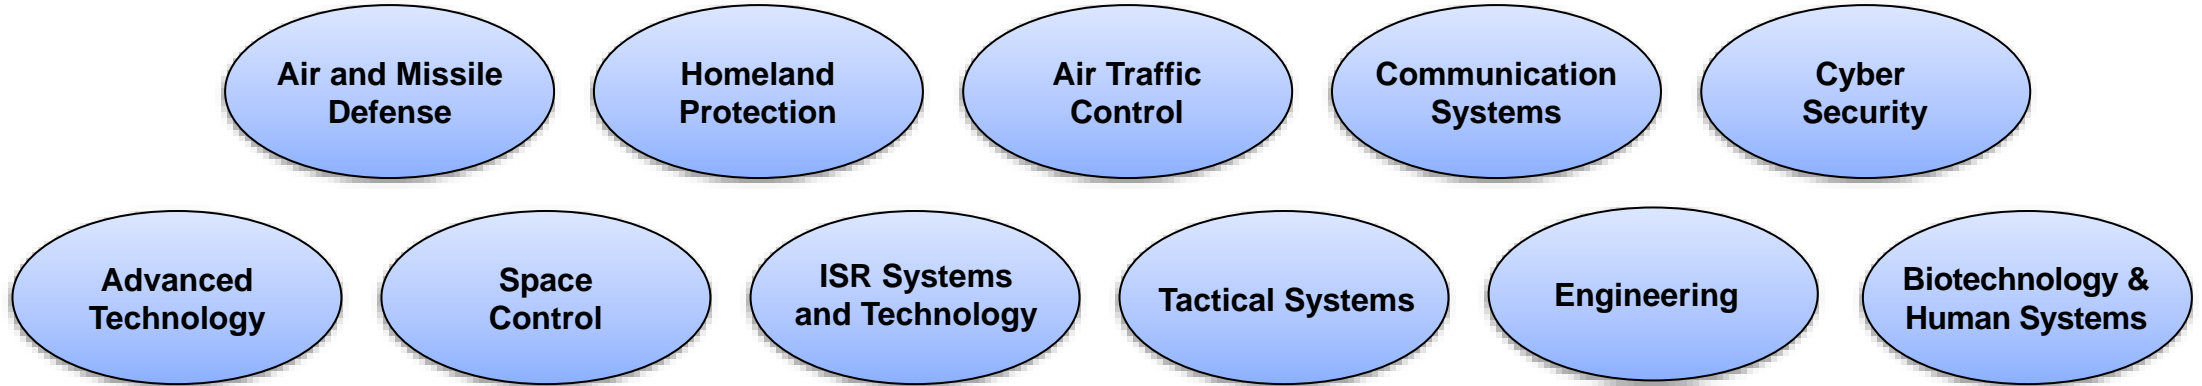 Air and Missile
Defense
Homeland
Protection
Air Traffic
Control
Communication
Systems
Cyber
Security
Advanced
Technology
Space
Control
ISR Systems
and Technology
Tactical Systems
Engineering
Biotechnology &
Human Systems